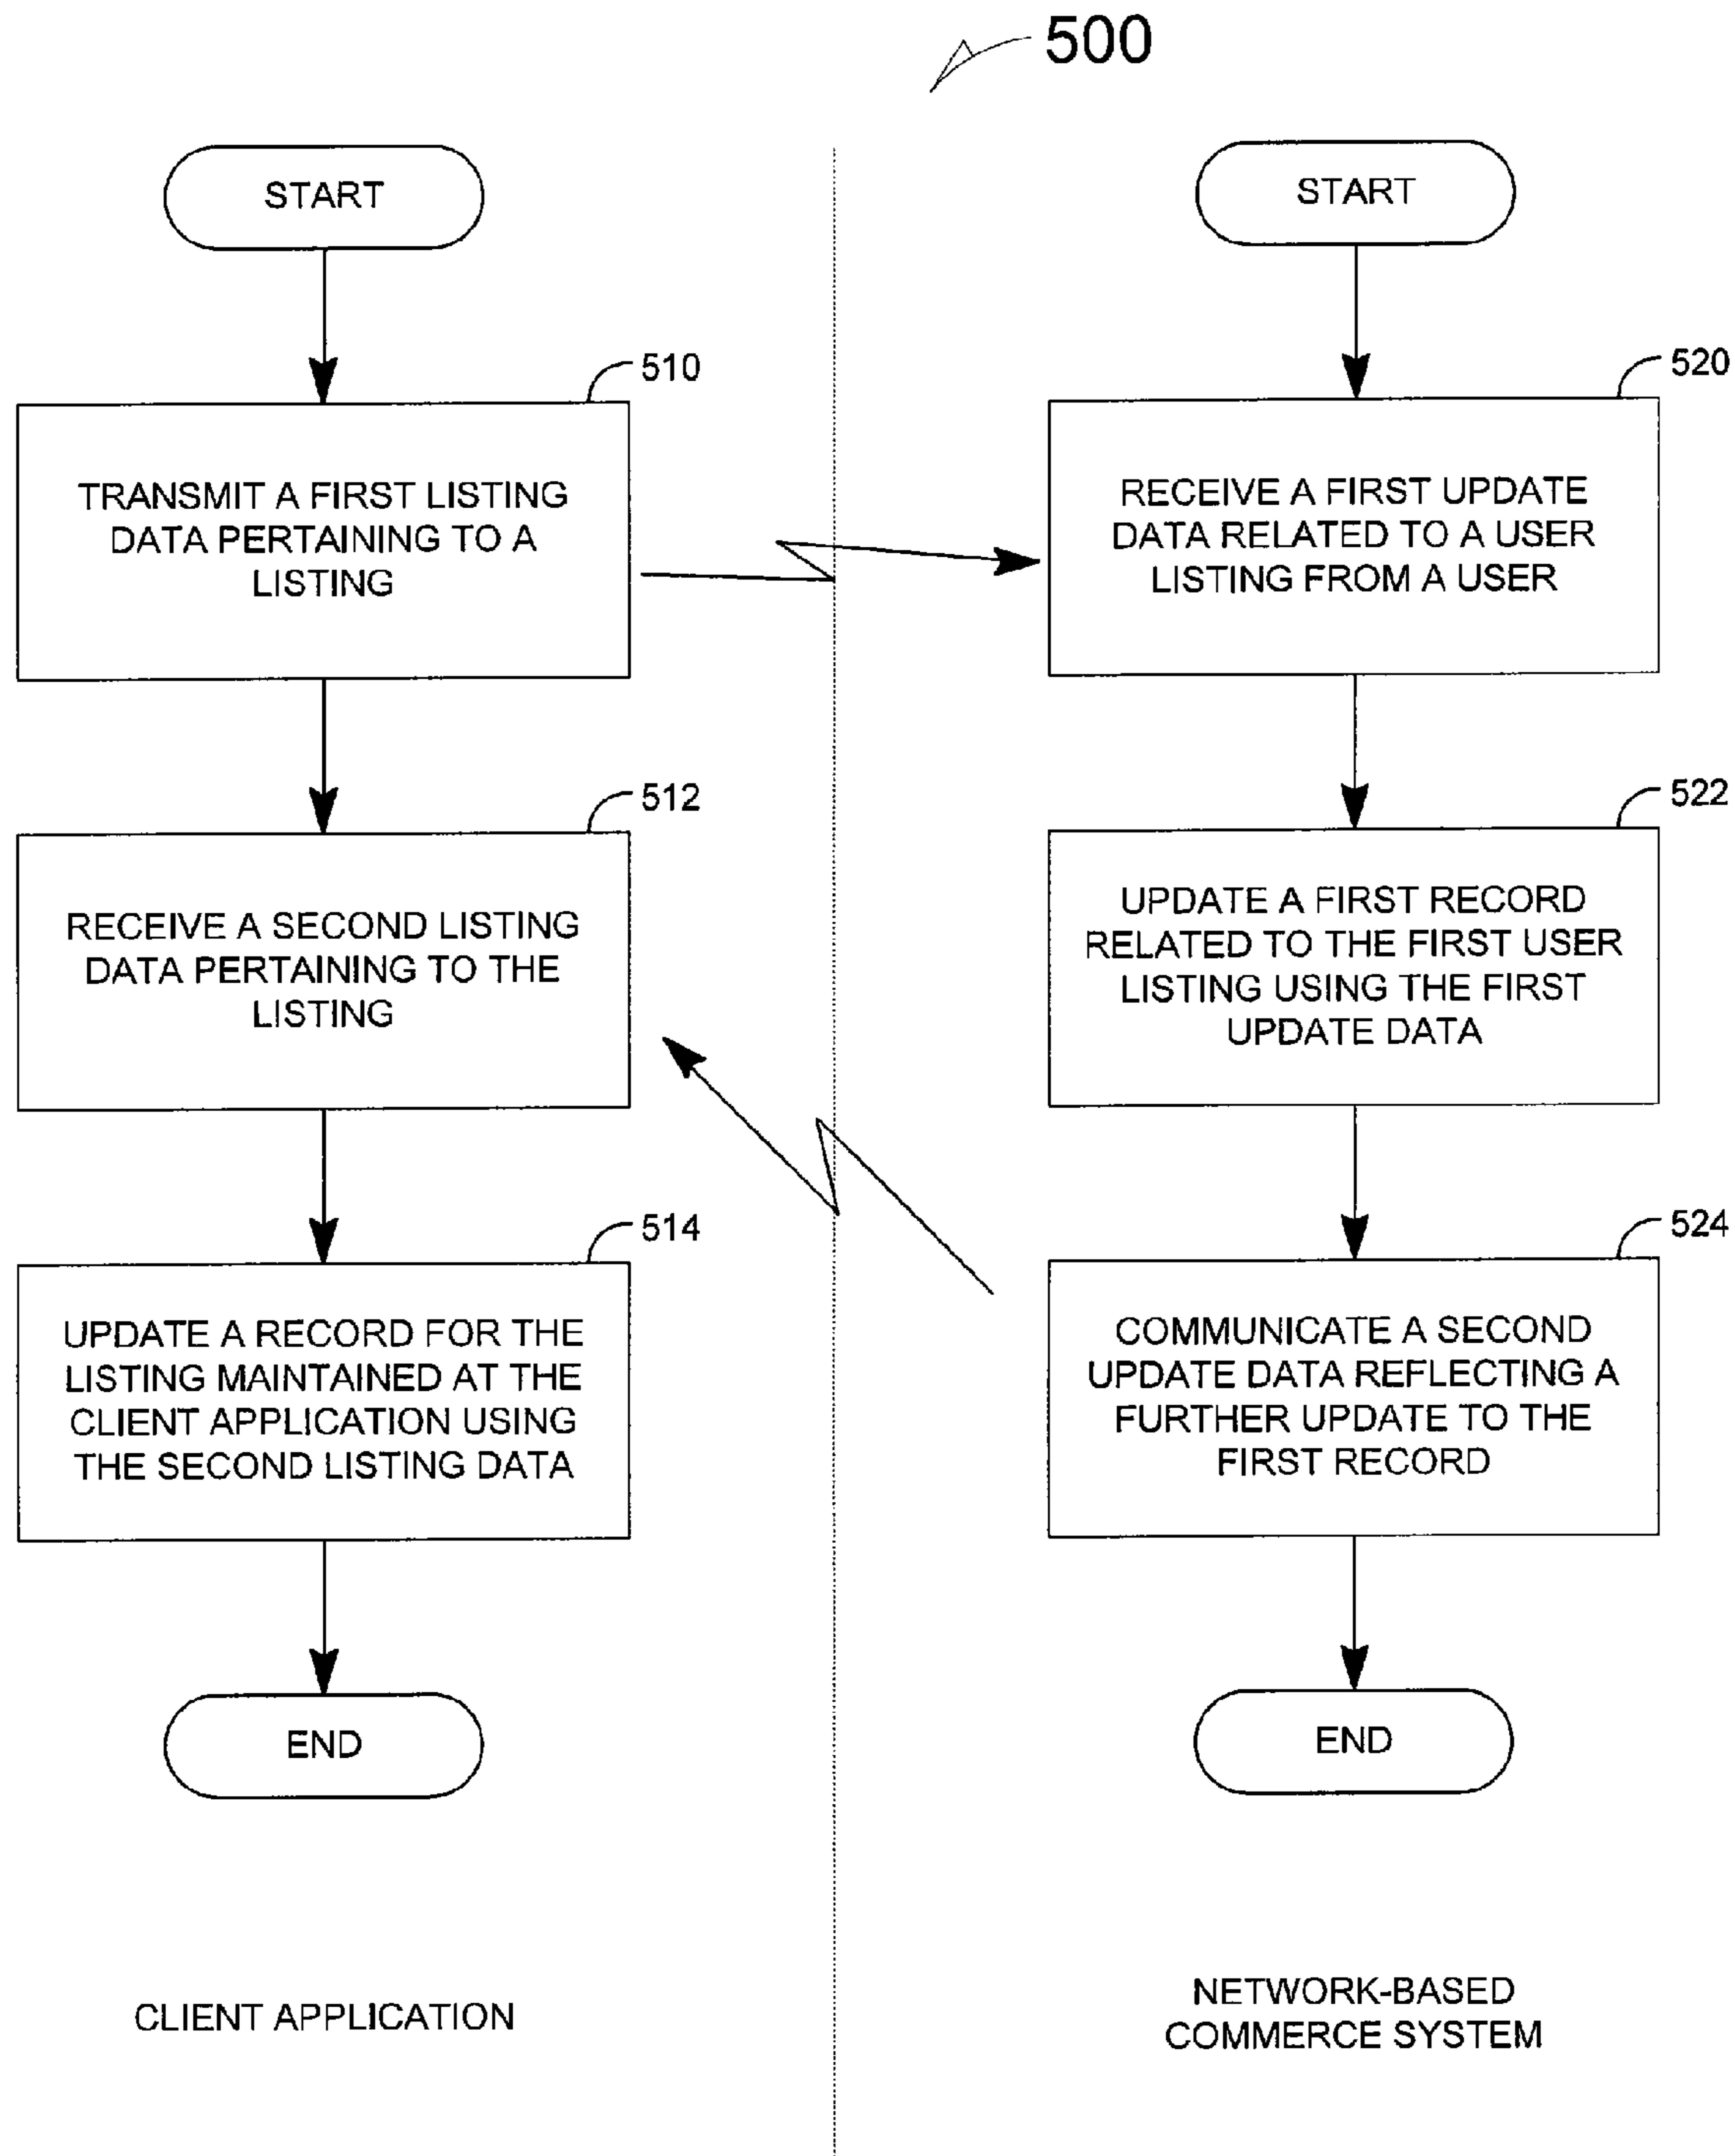 500
START
510
TRANSMIT A FIRST LISTING
DATA PERTAINING TO A
LISTING
512
RECEIVE A SECOND LISTING
DATA PERTAINING TO THE
LISTING
514
UPDATE A RECORD FOR THE
LISTING MAINTAINED AT THE
CLIENT APPLICATION USING
THE SECOND LISTING DATA
END
CLIENT APPLICATION
START
520
RECEIVE A FIRST UPDATE
DATA RELATED TO A USER
LISTING FROM A USER
522
UPDATE A FIRST RECORD
RELATED TO THE FIRST USER
LISTING USING THE FIRST
UPDATE DATA
524
COMMUNICATE A SECOND
UPDATE DATA REFLECTING A
FURTHER UPDATE TO THE
FIRST RECORD
END
NETWORK-BASED
COMMERCE SYSTEM